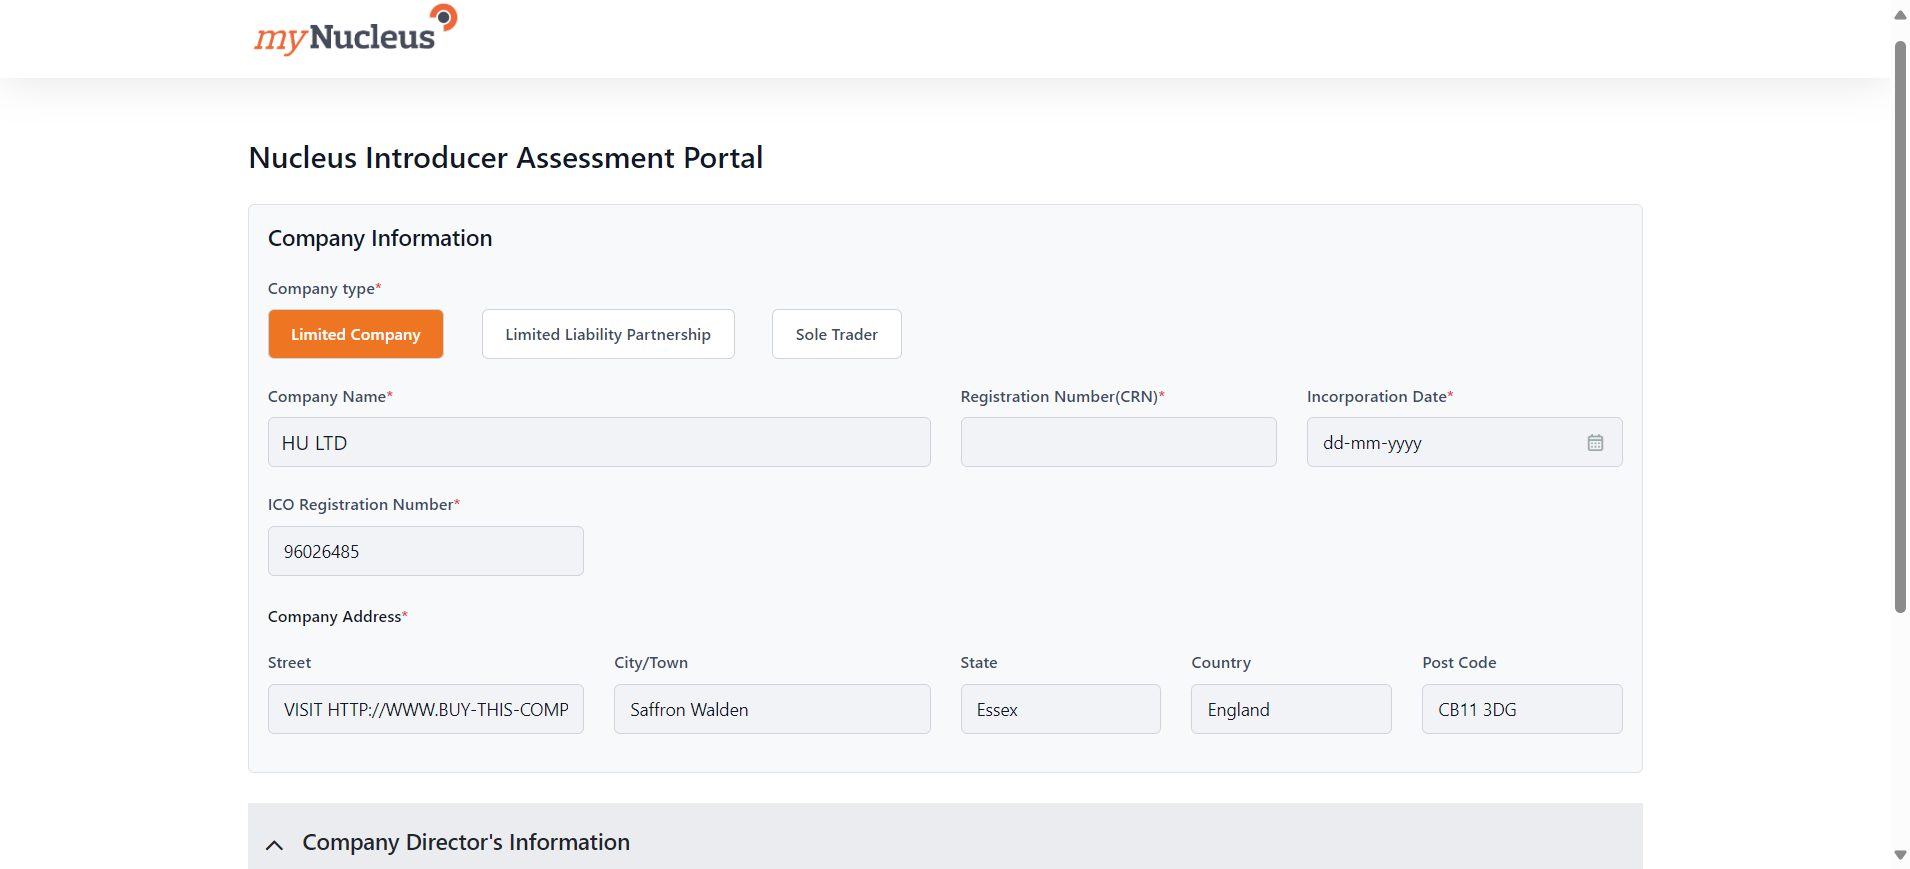 myNucleus
Nucleus Introducer Assessment Portal
Company Information
Company type*
Limited Company
Limited Liability Partnership
Sole Trader
Company Name*
Registration Number(CRN)*
Incorporation Date*
HU LTD
dd-mm-yyyy
ICO Registration Number*
96026485
Company Address*
Street
City/Town
State
Country
Post Code
VISIT HTTP://WWW.BUY-THIS-COMP
Saffron Walden
Essex
England
CB11 3DG
Company Director's Information